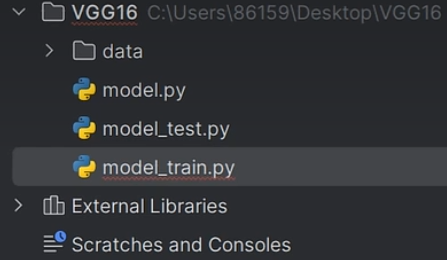 VGG16 C:\Users\86159\Desktop\VGG16
data
model.py
model_test.py
model_train.py
External Libraries
Scratches and Consoles